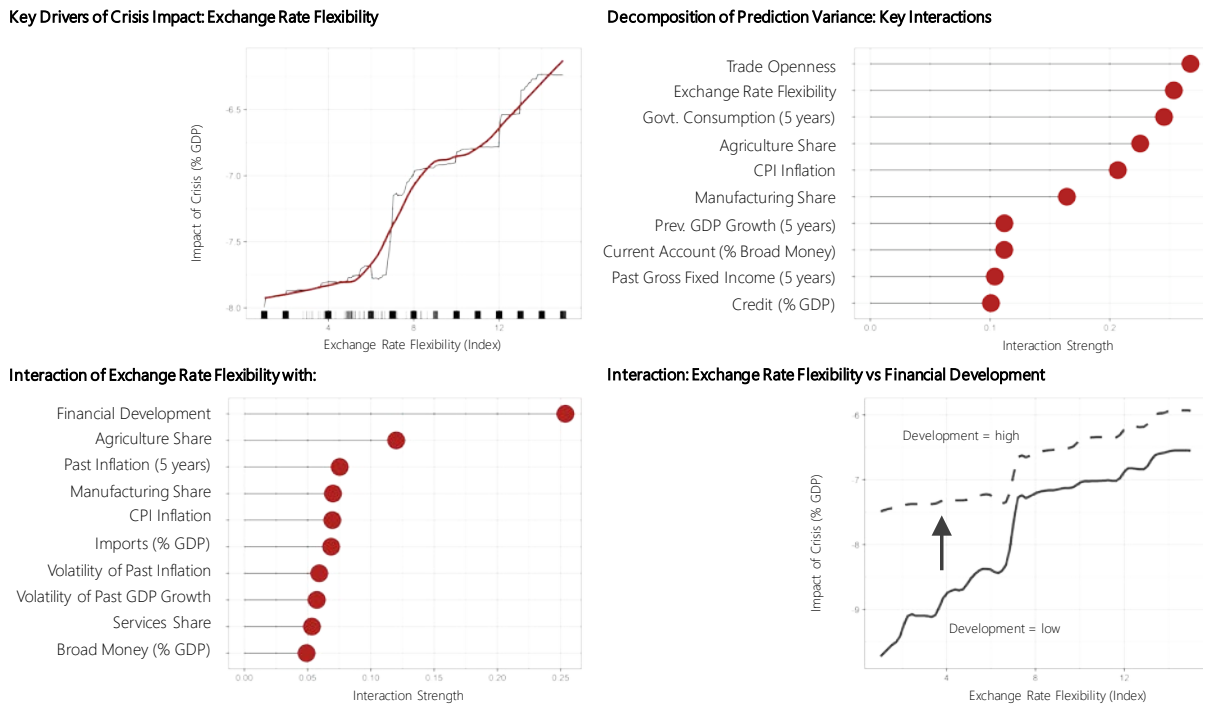 Key Drivers of Crisis Impact: Exchange Rate Flexibility
Impact of Crisis (% GDP)
-6.5
-7.0
-7.5
-8.0
4
8
12
Exchange Rate Flexibility (Index)
Decomposition of Prediction Variance: Key Interactions
Trade Openness
Exchange Rate Flexibility
Govt. Consumption (5 years)
Agriculture Share
CPI Inflation
Manufacturing Share
Prev. GDP Growth (5 years)
Current Account (% Broad Money)
Past Gross Fixed Income (5 years)
Credit (% GDP)
0.0
0.1
0.2
Interaction Strength
Interaction of Exchange Rate Flexibility with:
Financial Development
Agriculture Share
Past Inflation (5 years)
Manufacturing Share
CPI Inflation
Imports (% GDP)
Volatility of Past Inflation
Volatility of Past GDP Growth
Services Share
Broad Money (% GDP)
0.00
0.05
0.10
0.15
0.20
0.25
Interaction Strength
Interaction: Exchange Rate Flexibility vs Financial Development
Impact of Crisis (% GDP)
-6
-7
-8
-9
Development = high
Development = low
4
8
12
Exchange Rate Flexibility (Index)